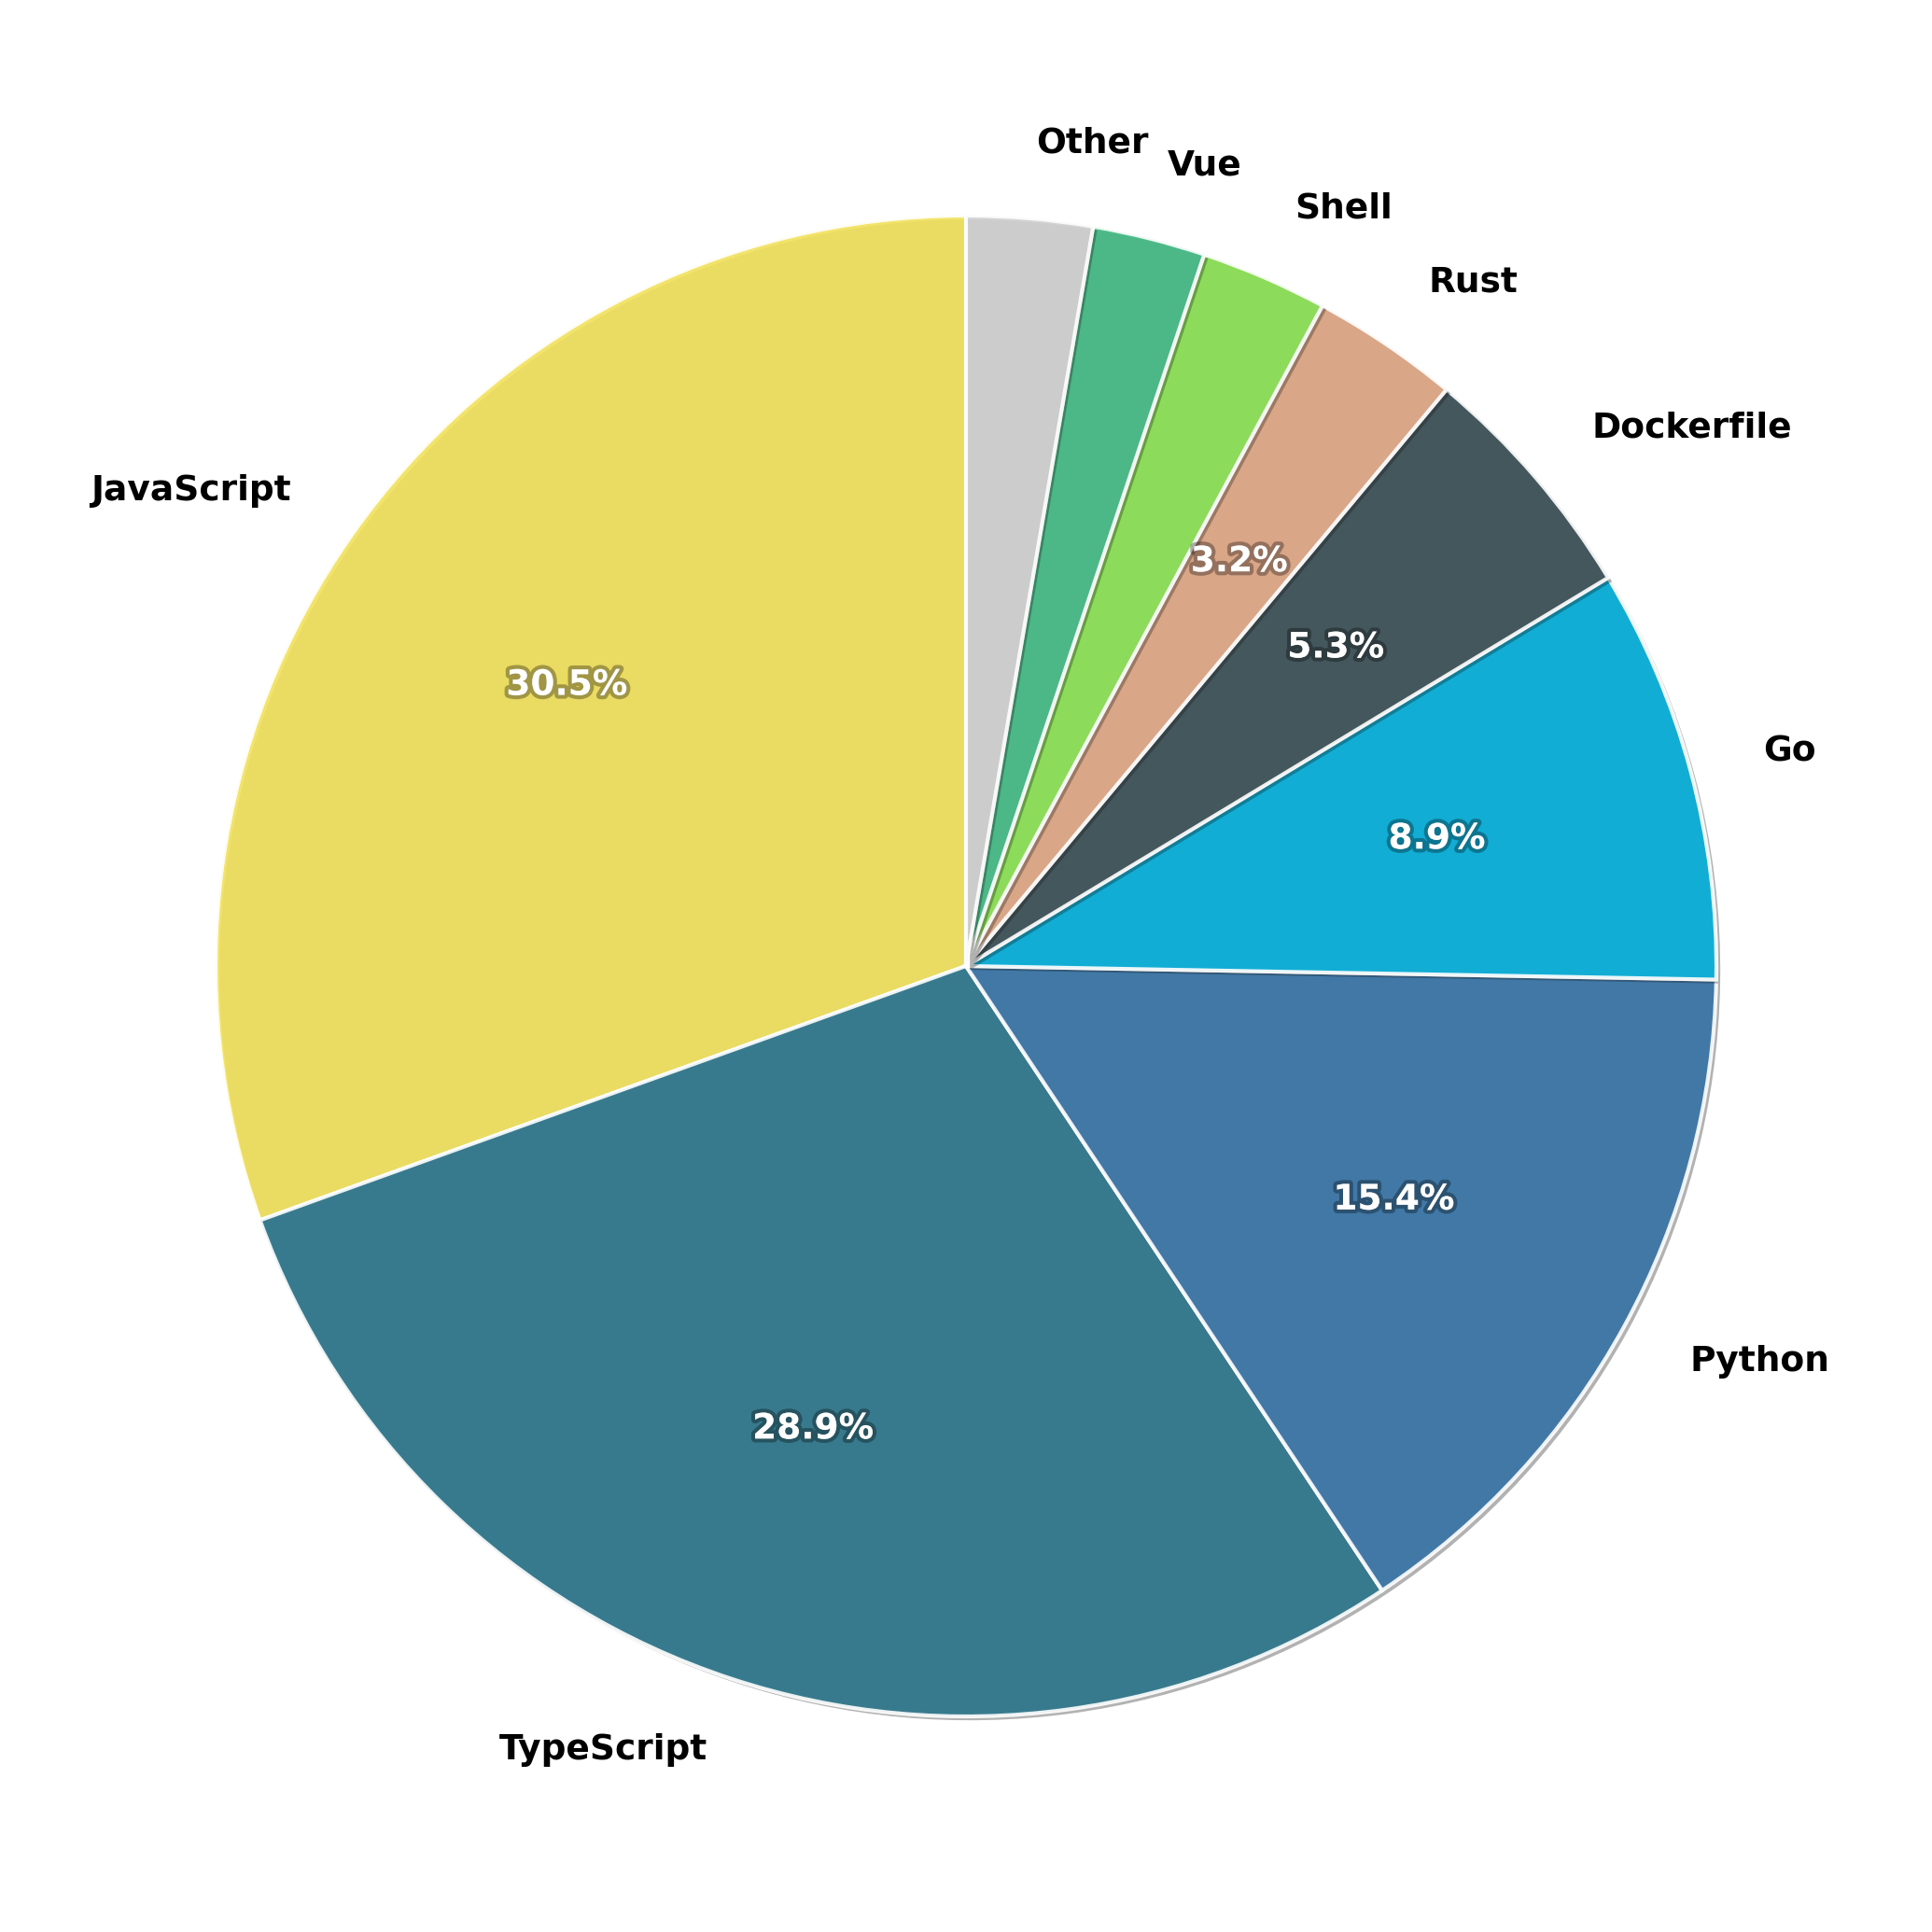 Other
Vue
Shell
Rust
Dockerfile
JavaScript
3.2%
5.3%
30.5%
Go
8.9%
15.4%
Python
28.9%
TypeScript